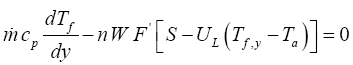 ṁ c_p dT_f/dy − n W F' [ S − U_L ( T_{f,y} − T_a ) ] = 0